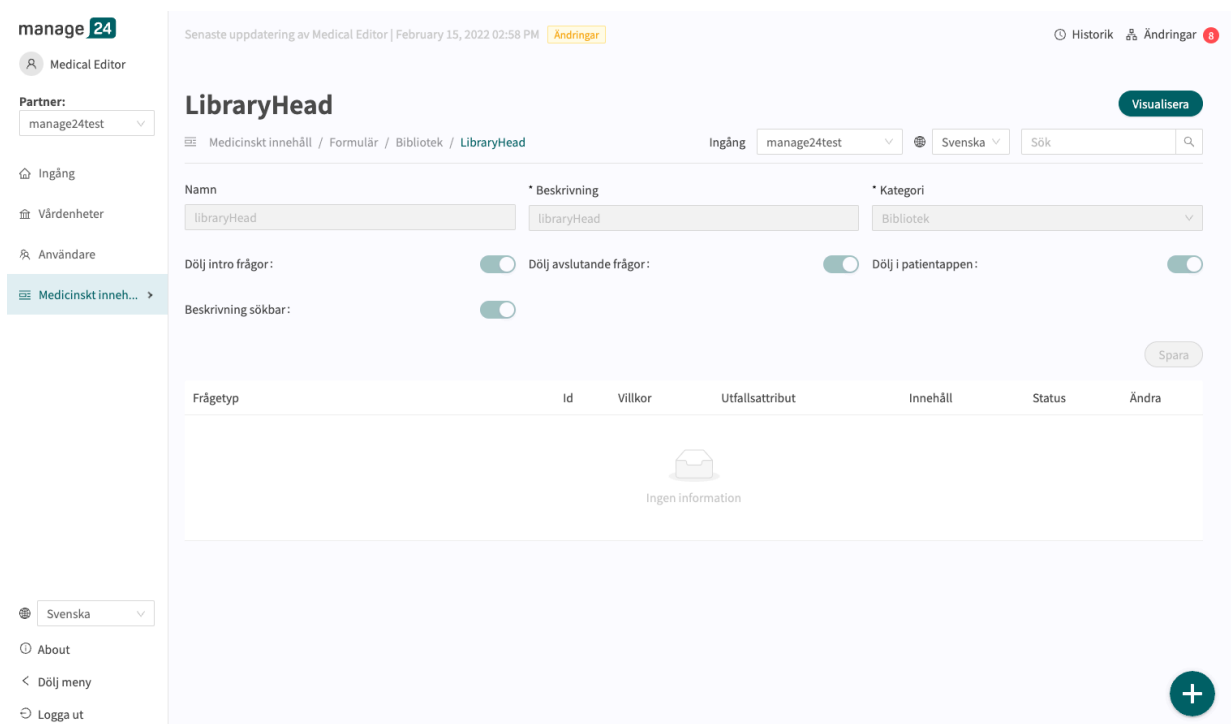 manage 24
Medical Editor
Partner:
manage24test
Ingång
Vårdenheter
Användare
Medicinskt inneh...
Svenska
About
Dölj meny
Logga ut
Senaste uppdatering av Medical Editor | February 15, 2022 02:58 PM Ändringar
Historik Ändringar 8
LibraryHead
Visualisera
Medicinskt innehåll / Formulär / Bibliotek / LibraryHead
Ingång manage24test Svenska Sök
Namn * Beskrivning * Kategori
libraryHead libraryHead Bibliotek
Dölj intro frågor: Dölj avslutande frågor: Dölj i patientappen:
Beskrivning sökbar:
Spara
Frågetyp Id Villkor Utfallsattribut Innehåll Status Ändra
Ingen information